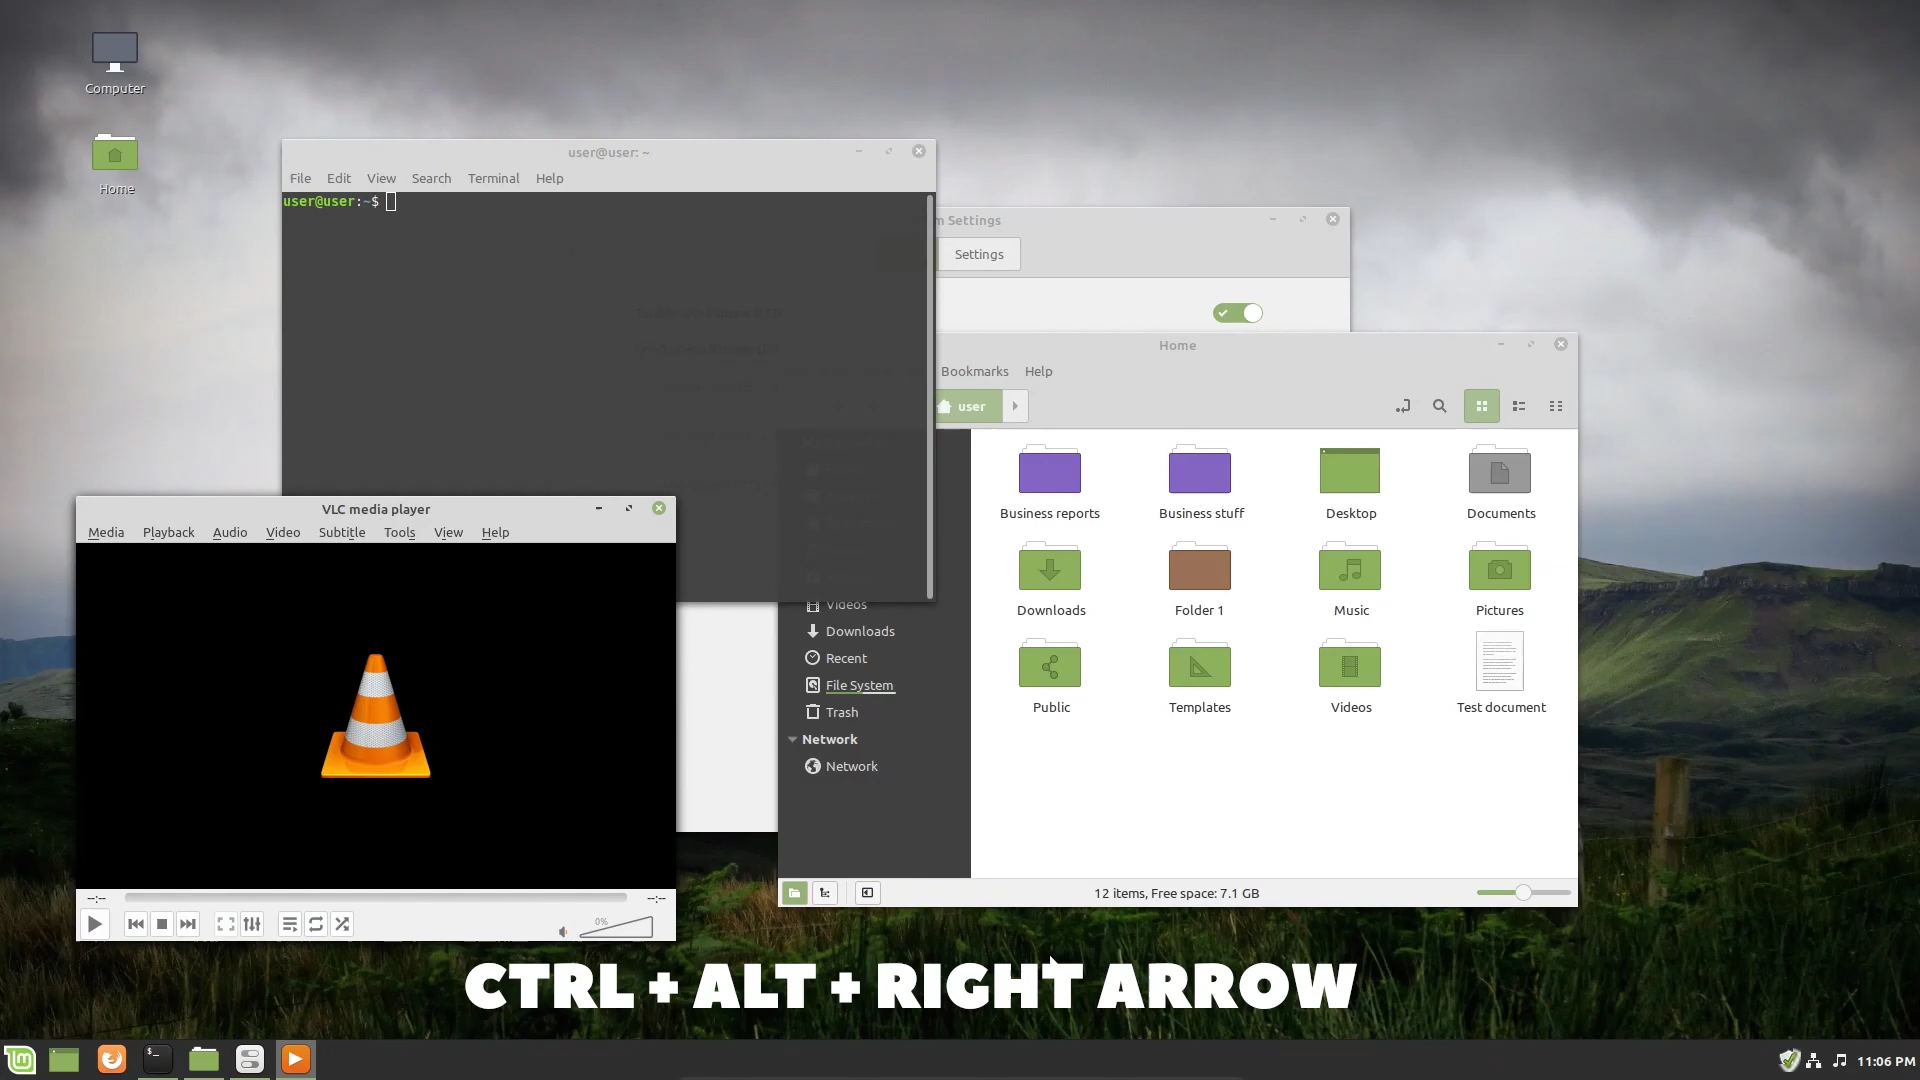 Computer
Home
user@user: ~
File Edit View Search Terminal Help
user@user:~$
m Settings
Settings
Home
Bookmarks Help
user
Business reports
Business stuff
Desktop
Documents
Downloads
Folder 1
Music
Pictures
Public
Templates
Videos
Test document
Videos
Downloads
Recent
File System
Trash
Network
Network
12 items, Free space: 7.1 GB
VLC media player
Media Playback Audio Video Subtitle Tools View Help
--:--
--:--
0%
CTRL + ALT + RIGHT ARROW
11:06 PM